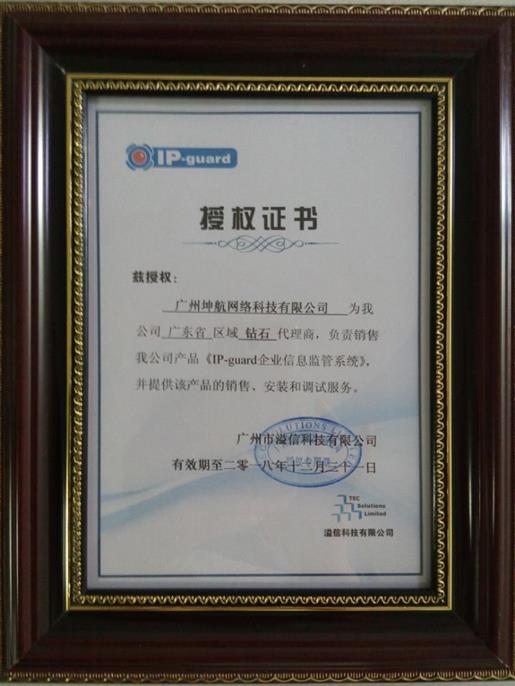 IP-guard
授权证书
兹授权：
广州坤航网络科技有限公司 为我
公司 广东省 区域 钻石 代理商，负责销售
我公司产品《IP-guard企业信息监管系统》，
并提供该产品的销售、安装和调试服务。
广州市溢信科技有限公司
有效期至二零一八年十二月三十一日
TEC
Solutions
Limited
溢信科技有限公司